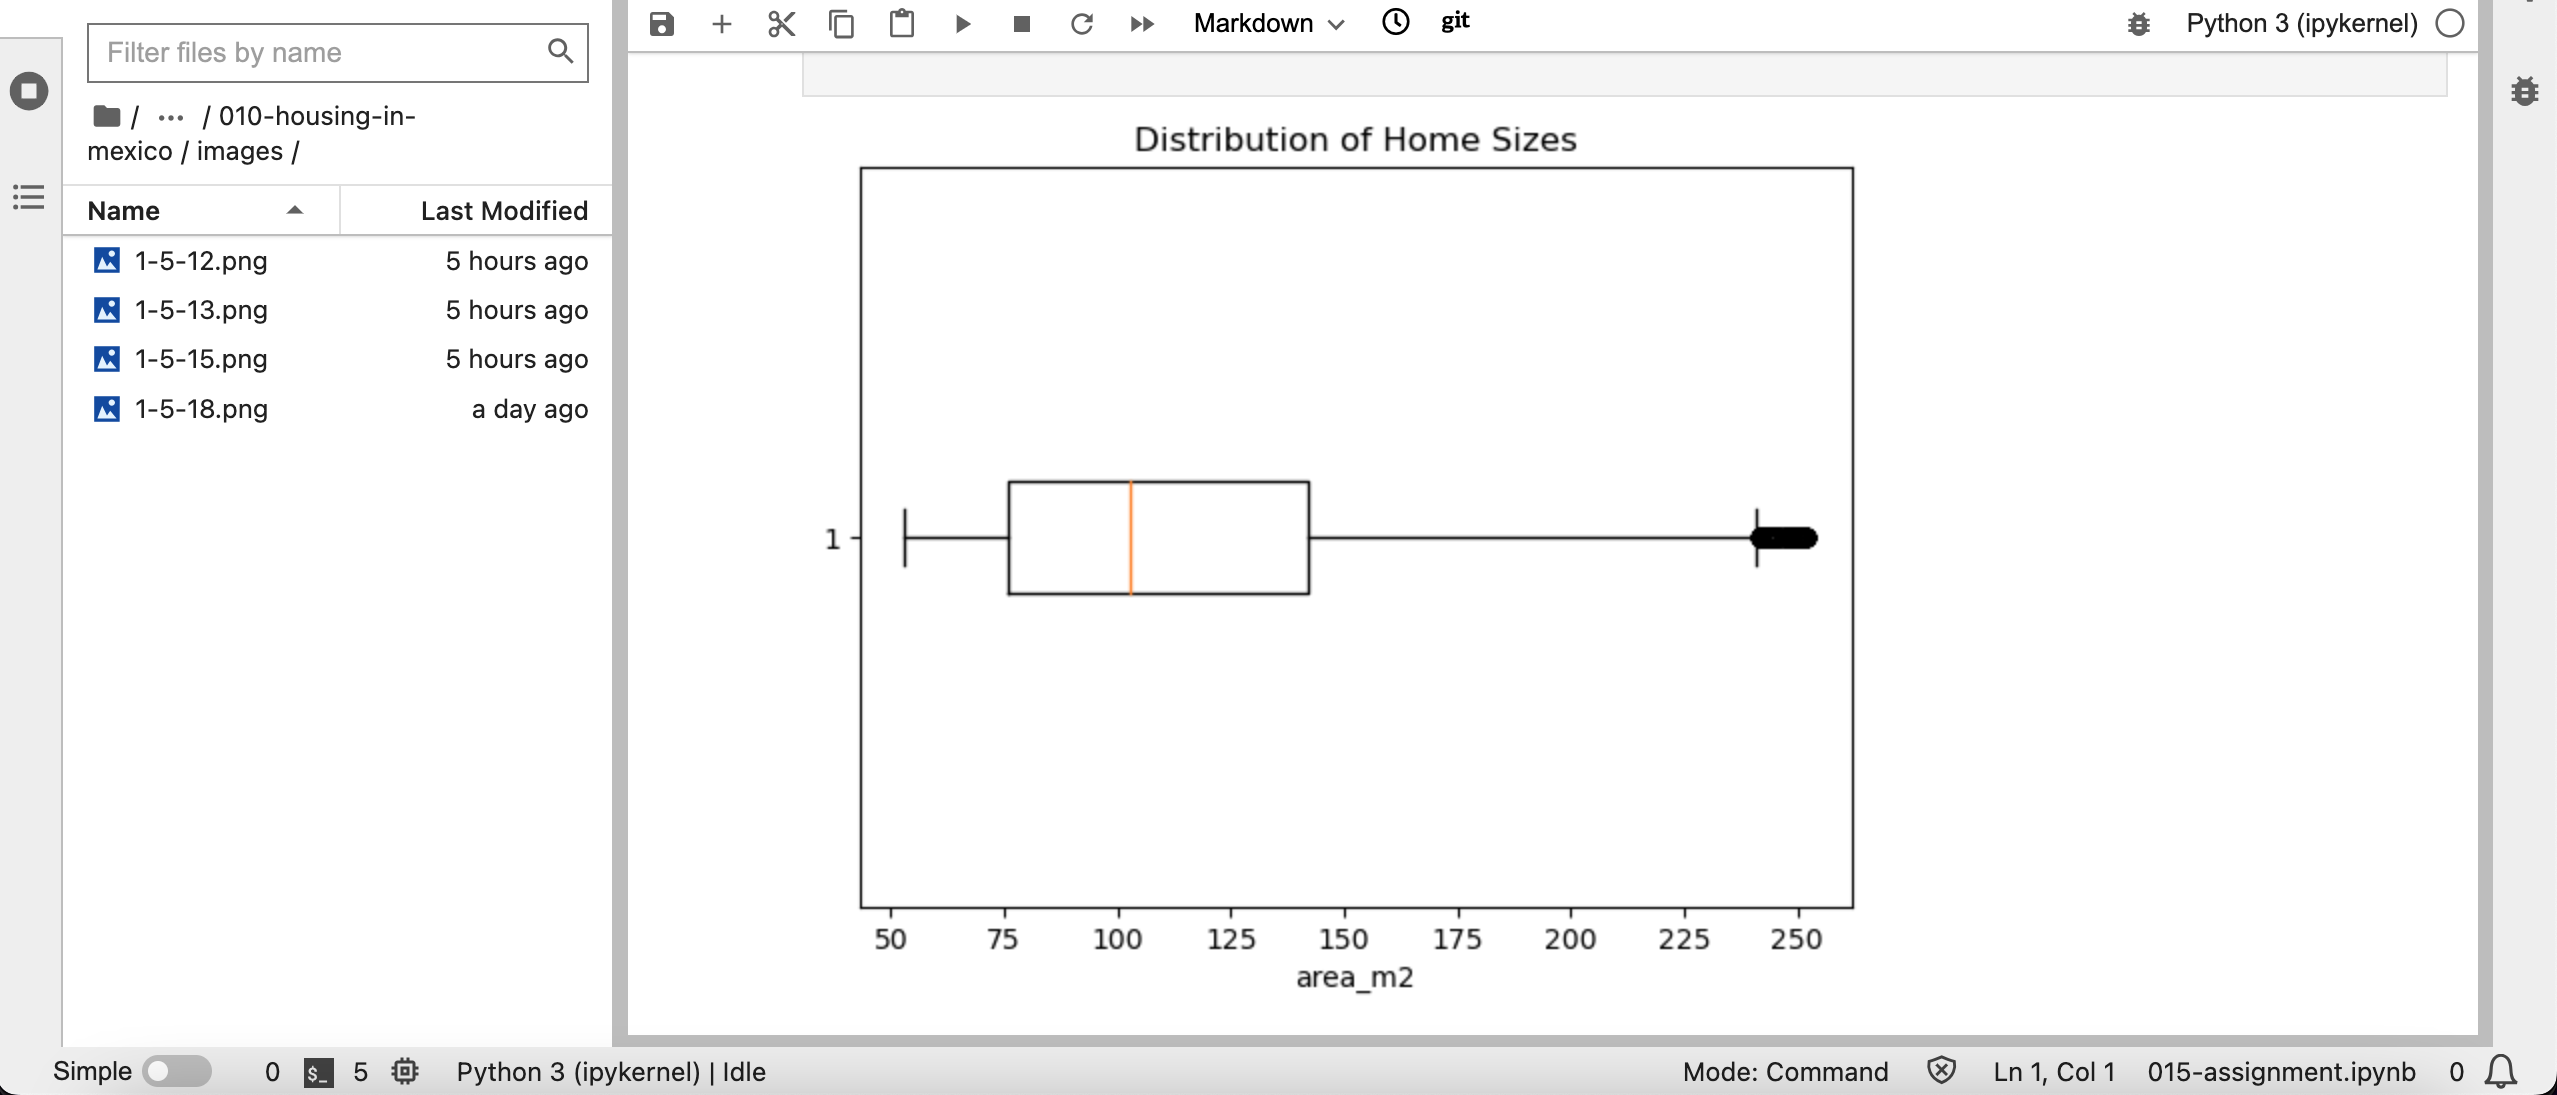 Markdown
git
Python 3 (ipykernel)
Filter files by name
/ ... / 010-housing-in-
mexico / images /
Name Last Modified
1-5-12.png 5 hours ago
1-5-13.png 5 hours ago
1-5-15.png 5 hours ago
1-5-18.png a day ago
Distribution of Home Sizes
1
50 75 100 125 150 175 200 225 250
area_m2
Simple 0 $_ 5 Python 3 (ipykernel) | Idle Mode: Command Ln 1, Col 1 015-assignment.ipynb 0